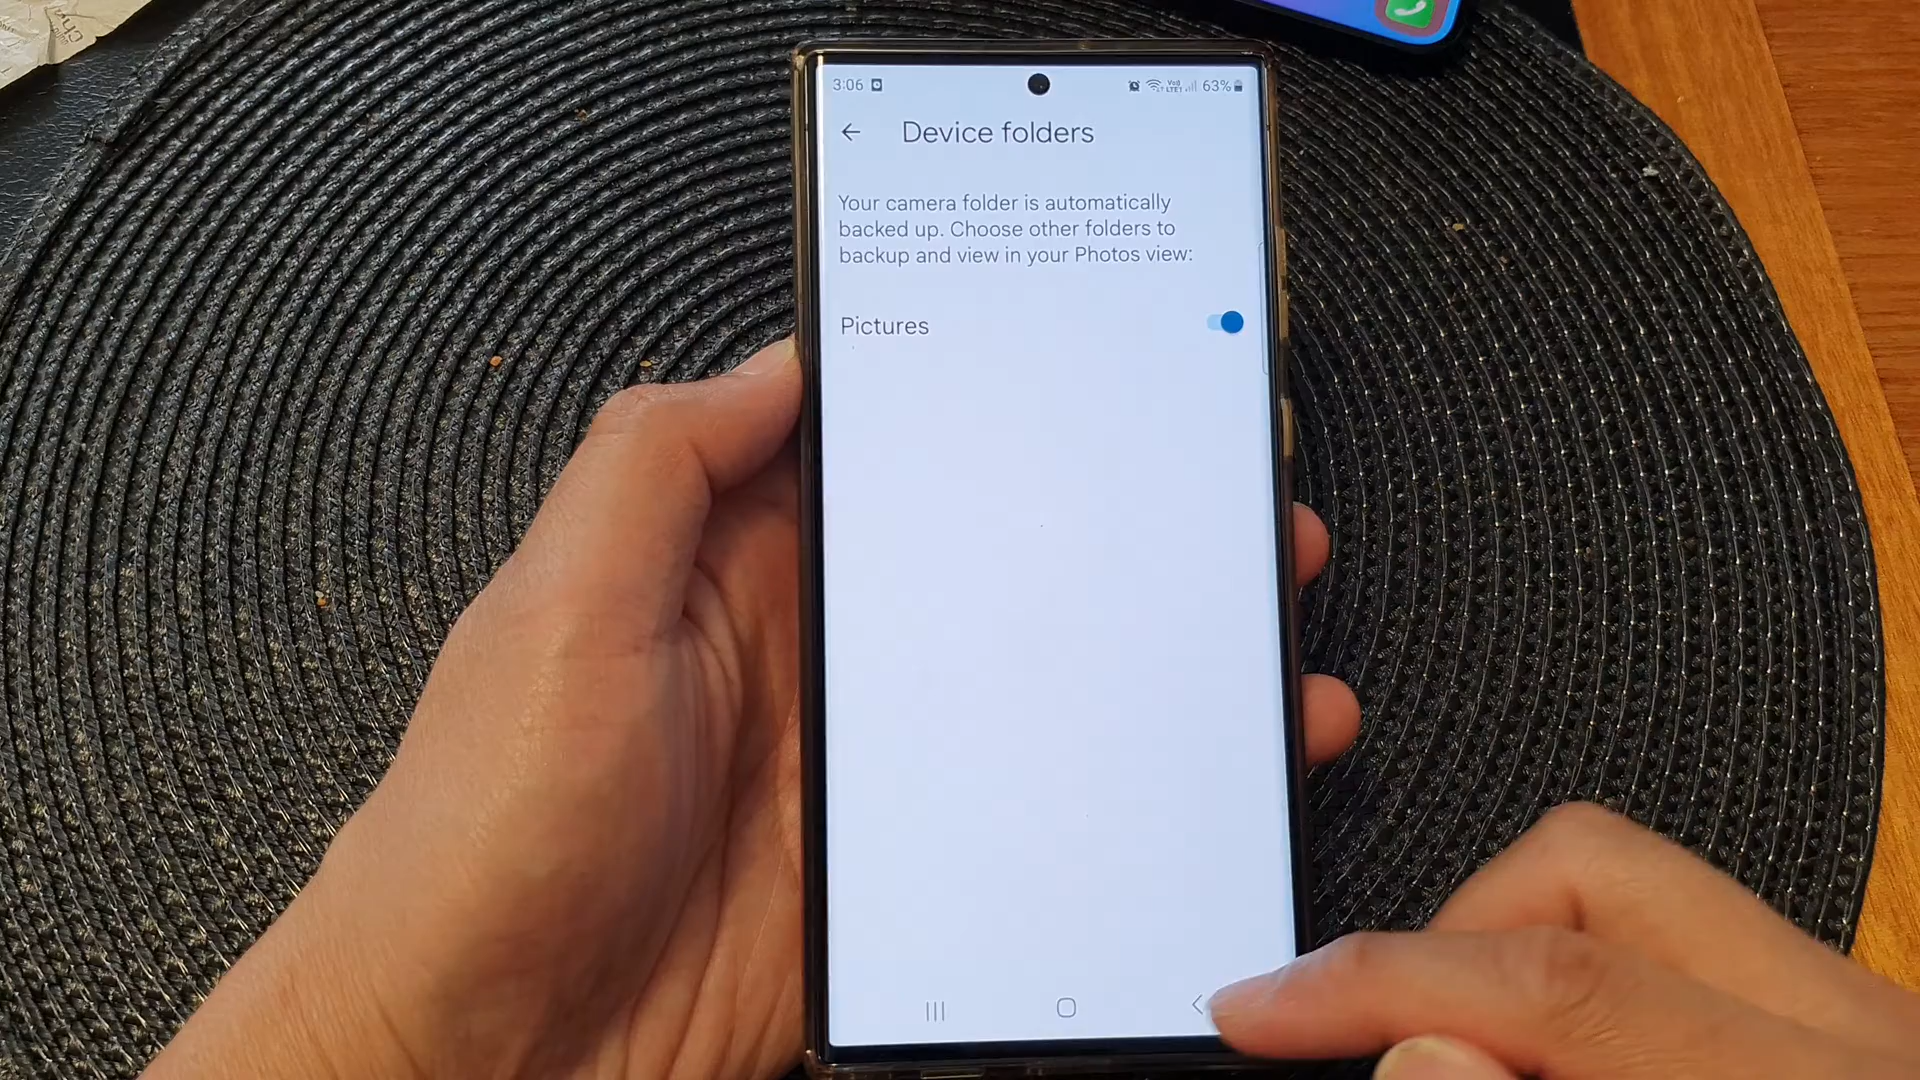 3:06
63%
Device folders
Your camera folder is automatically
backed up. Choose other folders to
backup and view in your Photos view:
Pictures